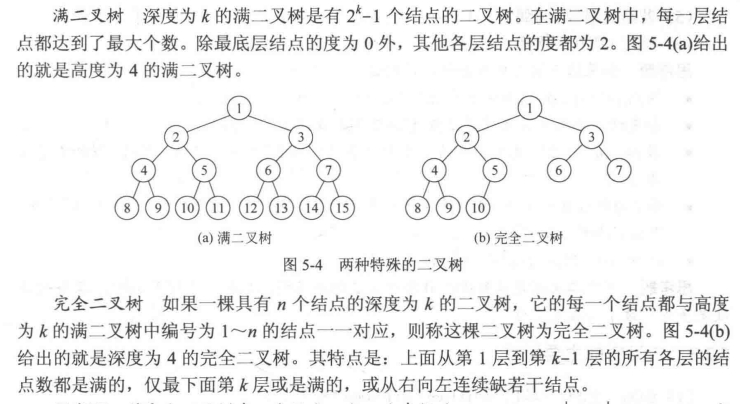 满二叉树 深度为 k 的满二叉树是有 2^k–1 个结点的二叉树。在满二叉树中，每一层结
点都达到了最大个数。除最底层结点的度为 0 外，其他各层结点的度都为 2。图 5-4(a)给出
的就是高度为 4 的满二叉树。
1
2 3
4 5 6 7
8 9 10 11 12 13 14 15
(a) 满二叉树
1
2 3
4 5 6 7
8 9 10
(b) 完全二叉树
图 5-4 两种特殊的二叉树
完全二叉树 如果一棵具有 n 个结点的深度为 k 的二叉树，它的每一个结点都与高度
为 k 的满二叉树中编号为 1～n 的结点一一对应，则称这棵二叉树为完全二叉树。图 5-4(b)
给出的就是深度为 4 的完全二叉树。其特点是：上面从第 1 层到第 k–1 层的所有各层的结
点数都是满的，仅最下面第 k 层或是满的，或从右向左连续缺若干结点。